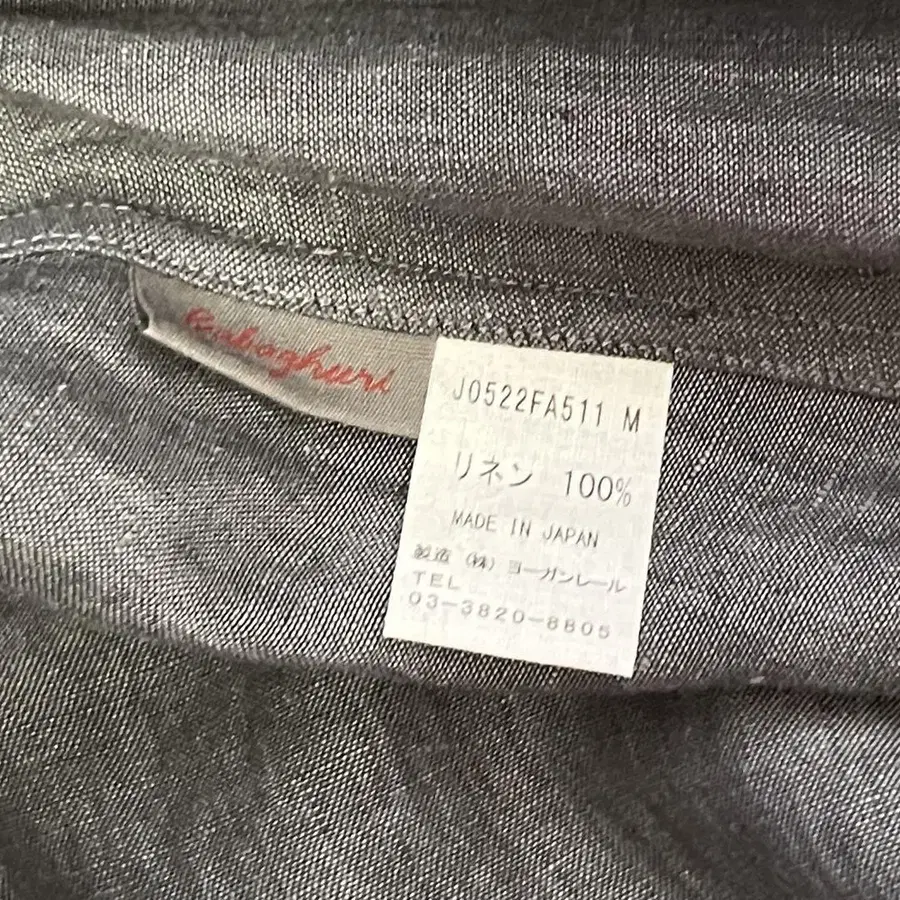 Babaghuri
J0522FA511 M
リネン 100%
MADE IN JAPAN
製造 (株) ヨーガンレール
TEL
03-3820-8805